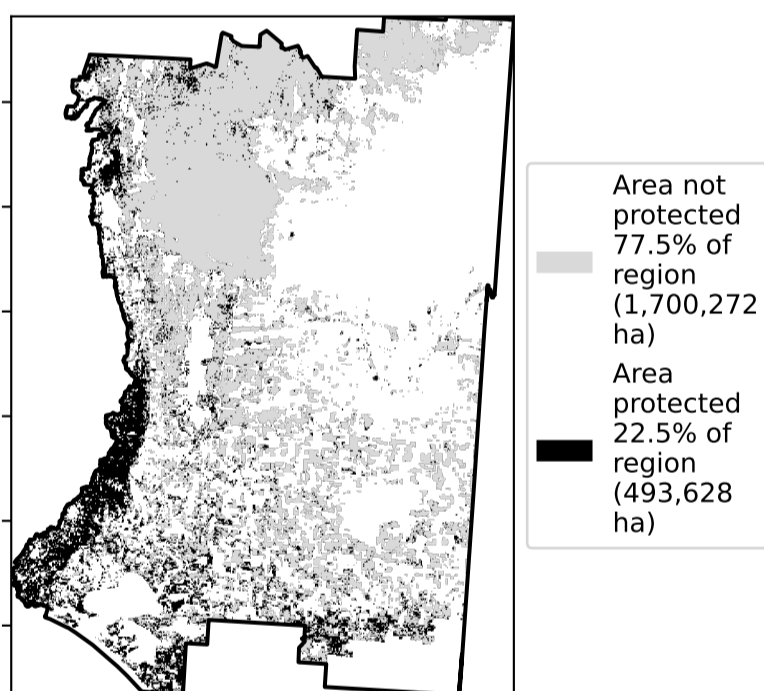 Area not
protected
77.5% of
region
(1,700,272
ha)
Area
protected
22.5% of
region
(493,628
ha)